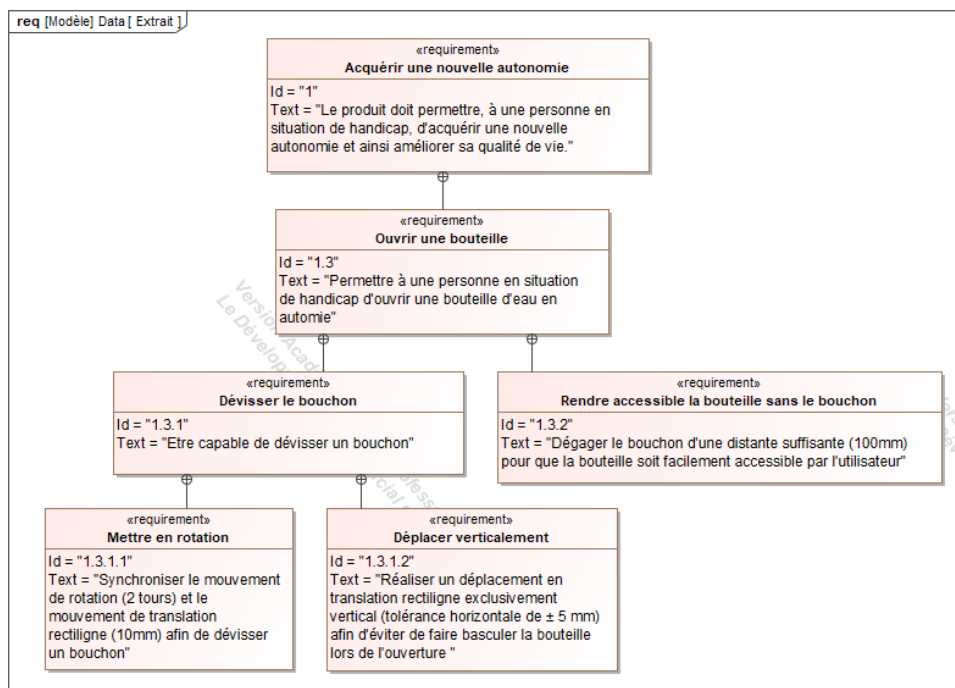 req [Modèle] Data [ Extrait ]
«requirement»
Acquérir une nouvelle autonomie
Id = "1"
Text = "Le produit doit permettre, à une personne en
situation de handicap, d'acquérir une nouvelle
autonomie et ainsi améliorer sa qualité de vie."
«requirement»
Ouvrir une bouteille
Id = "1.3"
Text = "Permettre à une personne en situation
de handicap d'ouvrir une bouteille d'eau en
automie"
«requirement»
Dévisser le bouchon
Id = "1.3.1"
Text = "Etre capable de dévisser un bouchon"
«requirement»
Rendre accessible la bouteille sans le bouchon
Id = "1.3.2"
Text = "Dégager le bouchon d'une distante suffisante (100mm)
pour que la bouteille soit facilement accessible par l'utilisateur"
«requirement»
Mettre en rotation
Id = "1.3.1.1"
Text = "Synchroniser le mouvement
de rotation (2 tours) et le
mouvement de translation
rectiligne (10mm) afin de dévisser
un bouchon"
«requirement»
Déplacer verticalement
Id = "1.3.1.2"
Text = "Réaliser un déplacement en
translation rectiligne exclusivement
vertical (tolérance horizontale de ± 5 mm)
afin d'éviter de faire basculer la bouteille
lors de l'ouverture "